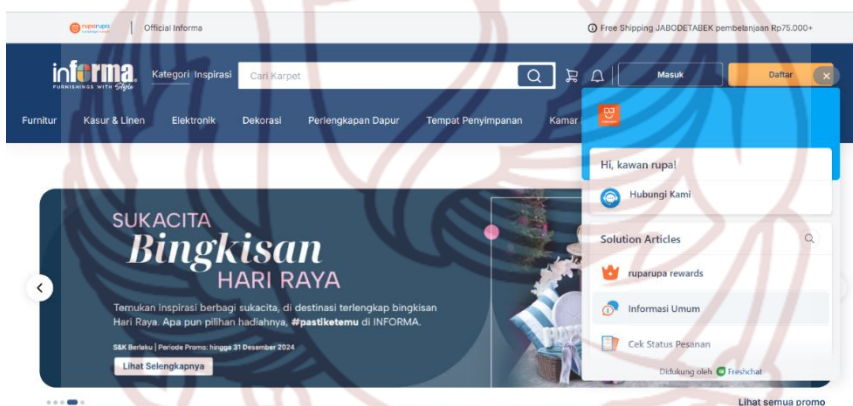 ruparupa
Official Informa
Free Shipping JABODETABEK pembelanjaan Rp75.000+
informa.
FURNISHINGS WITH Style
Kategori Inspirasi
Cari Karpet
Masuk
Daftar
Furnitur Kasur & Linen Elektronik Dekorasi Perlengkapan Dapur Tempat Penyimpanan Kamar
Hi, kawan rupa!
Hubungi Kami
Solution Articles
ruparupa rewards
Informasi Umum
Cek Status Pesanan
Didukung oleh Freshchat
SUKACITA
Bingkisan
HARI RAYA
Temukan inspirasi berbagi sukacita, di destinasi terlengkap bingkisan
Hari Raya. Apa pun pilihan hadiahnya, #pastiketemu di INFORMA.
S&K Berlaku | Periode Promo: hingga 31 Desember 2024
Lihat Selengkapnya
Lihat semua promo